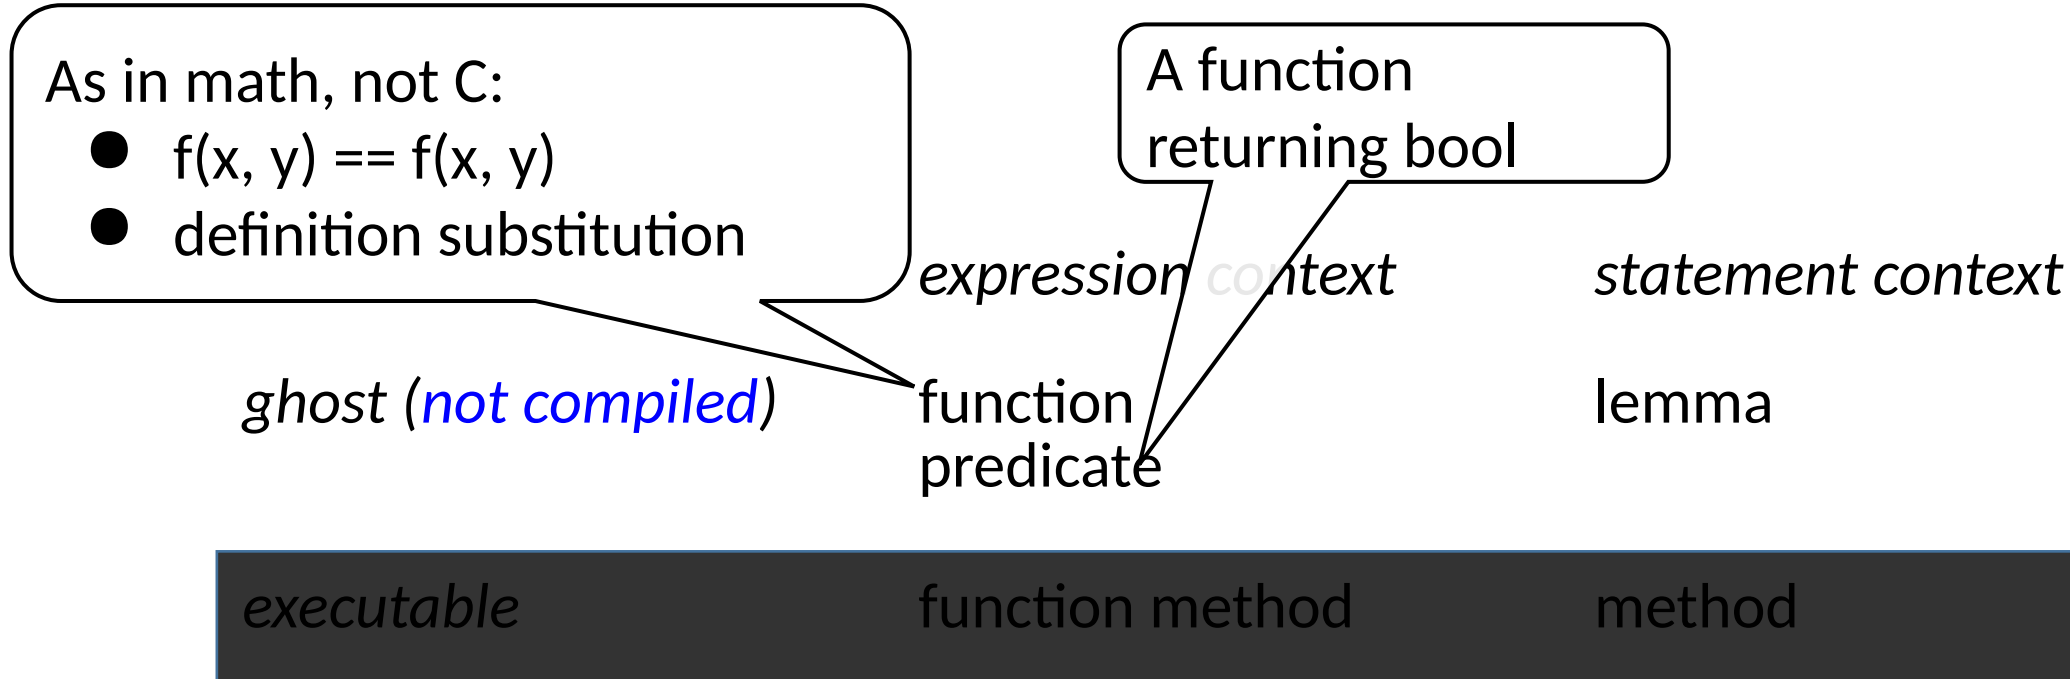 As in math, not C:
● f(x, y) == f(x, y)
● definition substitution
A function
returning bool
expression context
statement context
ghost (not compiled)
function
predicate
lemma
executable
function method
method